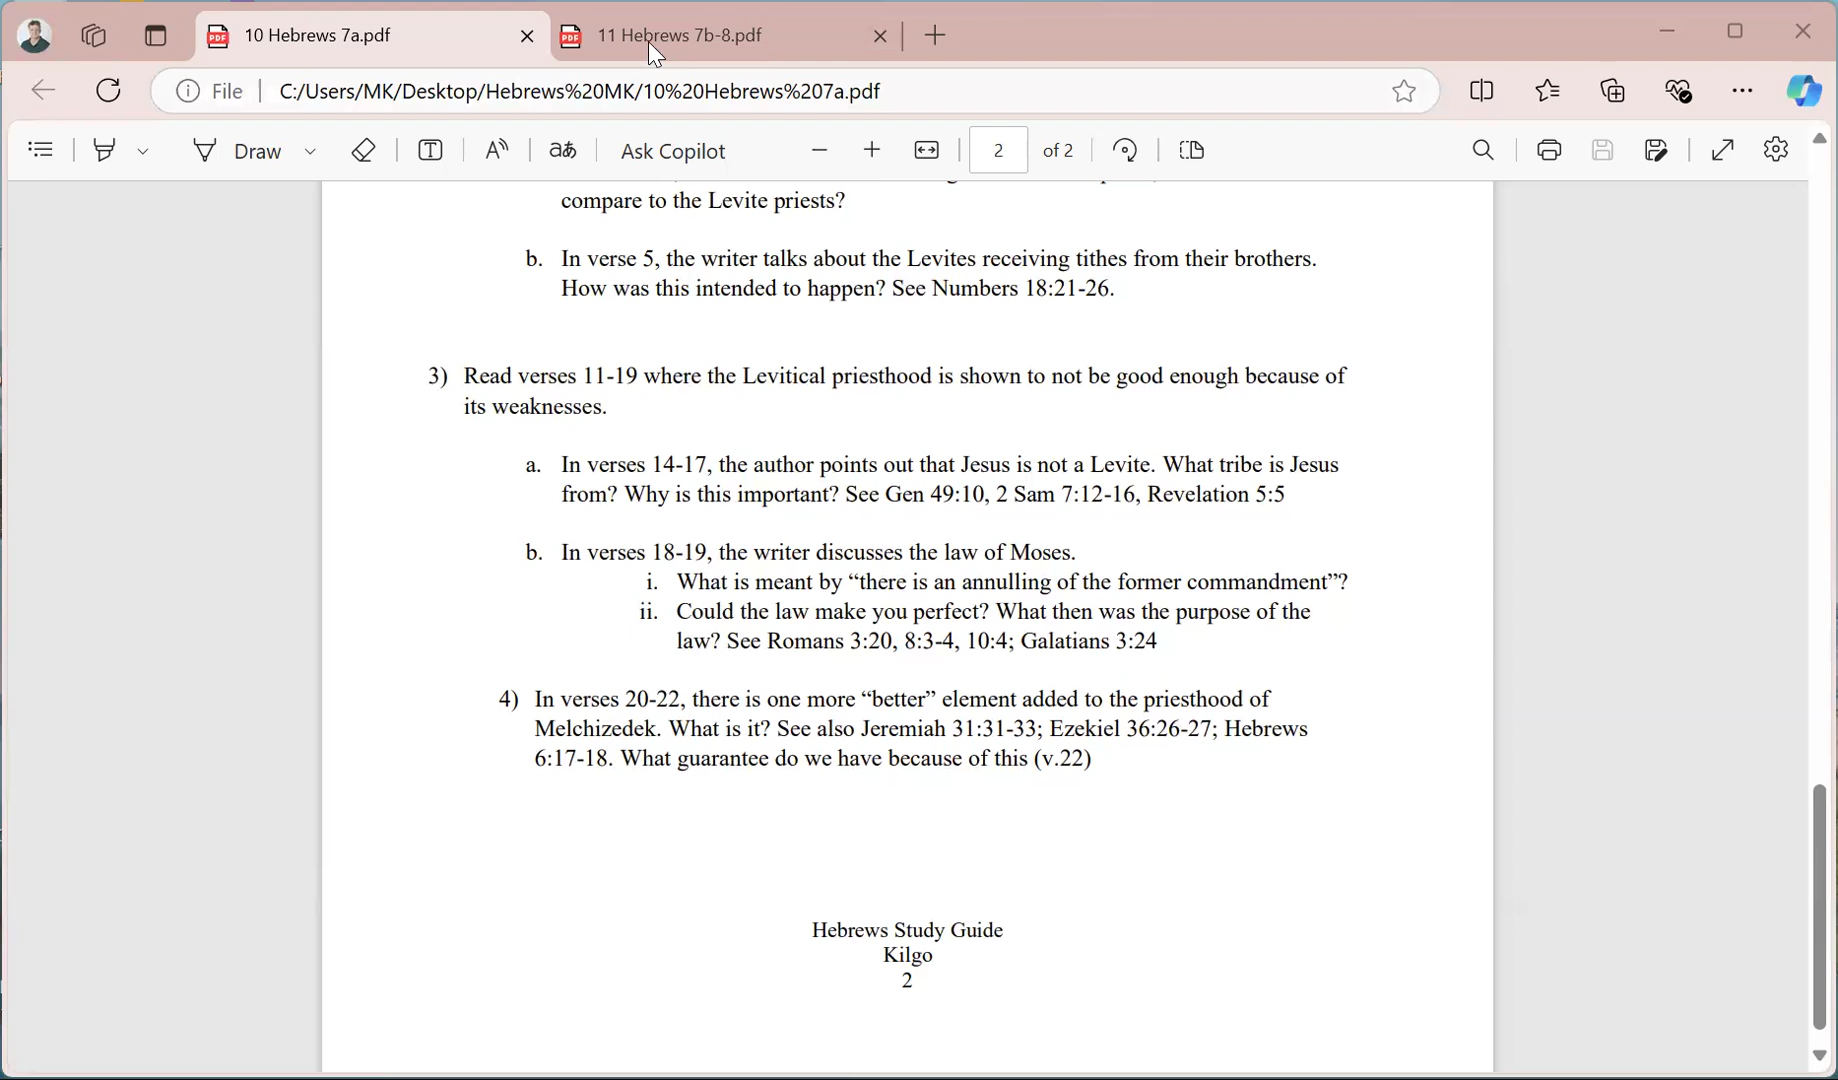 10 Hebrews 7a.pdf
11 Hebrews 7b-8.pdf
File
C:/Users/MK/Desktop/Hebrews%20MK/10%20Hebrews%207a.pdf
Draw
T
A
aあ
Ask Copilot
2
of 2
compare to the Levite priests?
b. In verse 5, the writer talks about the Levites receiving tithes from their brothers.
How was this intended to happen? See Numbers 18:21-26.
3) Read verses 11-19 where the Levitical priesthood is shown to not be good enough because of
its weaknesses.
a. In verses 14-17, the author points out that Jesus is not a Levite. What tribe is Jesus
from? Why is this important? See Gen 49:10, 2 Sam 7:12-16, Revelation 5:5
b. In verses 18-19, the writer discusses the law of Moses.
i. What is meant by “there is an annulling of the former commandment”?
ii. Could the law make you perfect? What then was the purpose of the
law? See Romans 3:20, 8:3-4, 10:4; Galatians 3:24
4) In verses 20-22, there is one more “better” element added to the priesthood of
Melchizedek. What is it? See also Jeremiah 31:31-33; Ezekiel 36:26-27; Hebrews
6:17-18. What guarantee do we have because of this (v.22)
Hebrews Study Guide
Kilgo
2